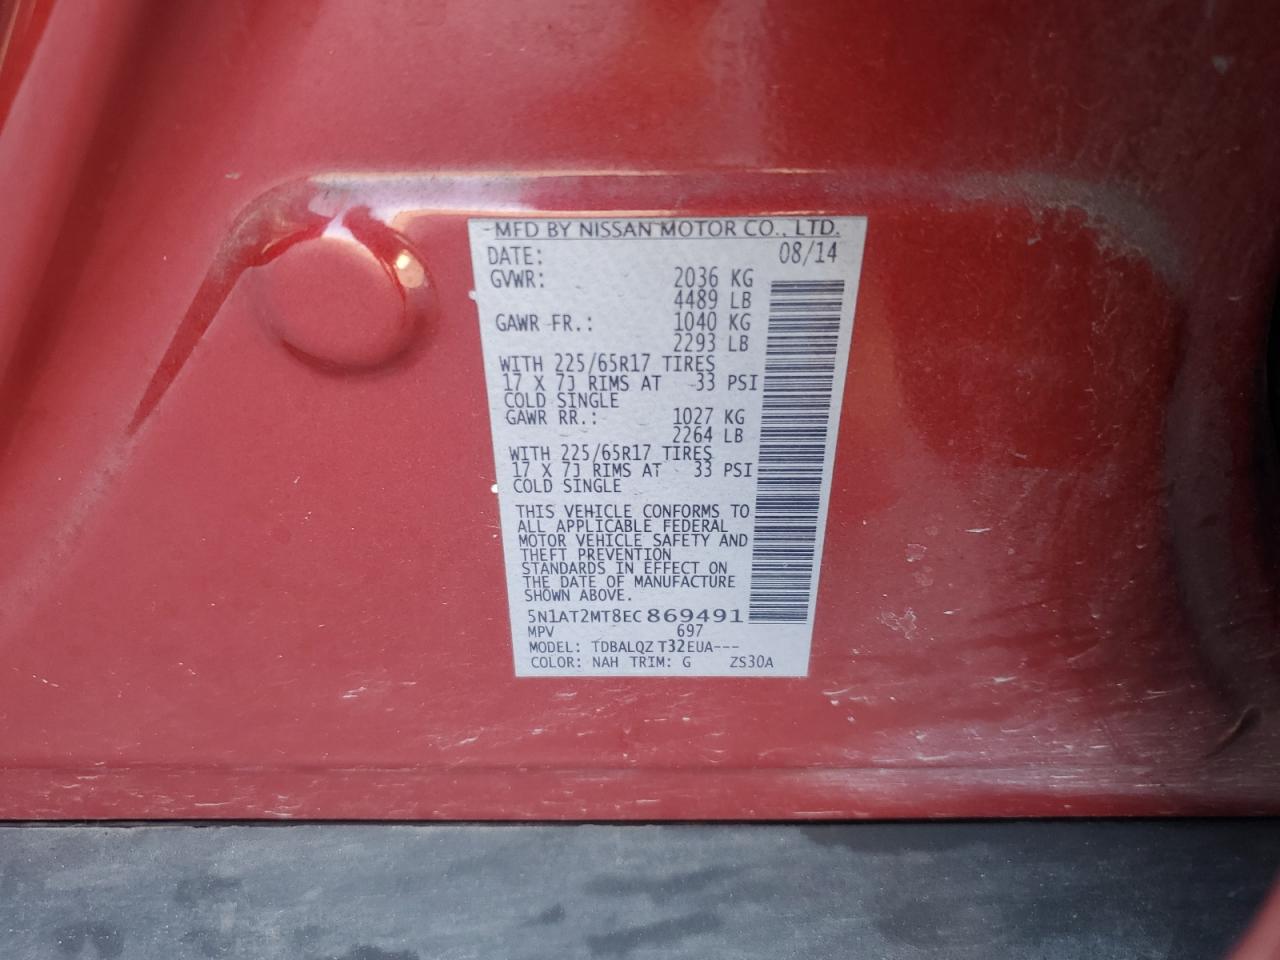 MFD BY NISSAN MOTOR CO., LTD.
DATE: 08/14
GVWR: 2036 KG
4489 LB
GAWR FR.: 1040 KG
2293 LB
WITH 225/65R17 TIRES
17 X 7J RIMS AT 33 PSI
COLD SINGLE
GAWR RR.: 1027 KG
2264 LB
WITH 225/65R17 TIRES
17 X 7J RIMS AT 33 PSI
COLD SINGLE
THIS VEHICLE CONFORMS TO
ALL APPLICABLE FEDERAL
MOTOR VEHICLE SAFETY AND
THEFT PREVENTION
STANDARDS IN EFFECT ON
THE DATE OF MANUFACTURE
SHOWN ABOVE.
5N1AT2MT8EC869491
MPV 697
MODEL: TDBALQZ T32EUA---
COLOR: NAH TRIM: G ZS30A